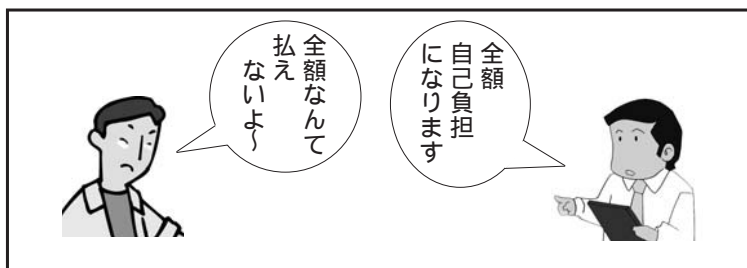 全額
自己負担
になります
全額なんて
払え
ないよ～